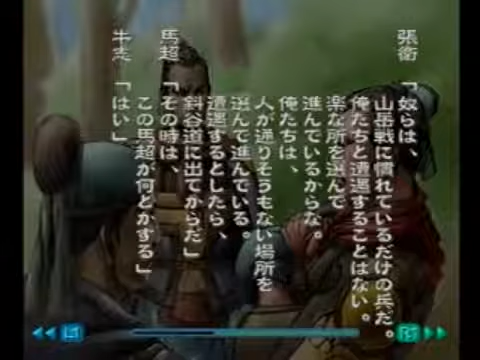 張衛「奴らは、
山岳戦に慣れているだけの兵だ。
俺たちと遭遇することはない。
楽な所を選んで
進んでいるからな。
俺たちは、
人が通りそうもない場所を
選んで進んでいる。
遭遇するとしたら、
斜谷道に出てからだ」
馬超「その時は、
この馬超が何とかする」
牛志「はい」
L1
R1